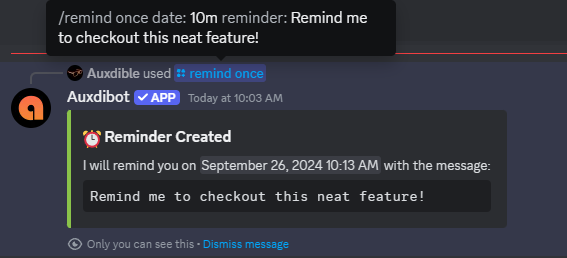 /remind once date: 10m reminder: Remind me
to checkout this neat feature!
Auxdible used remind once
Auxdibot ✓ APP Today at 10:03 AM
⏰ Reminder Created
I will remind you on September 26, 2024 10:13 AM with the message:
Remind me to checkout this neat feature!
Only you can see this • Dismiss message